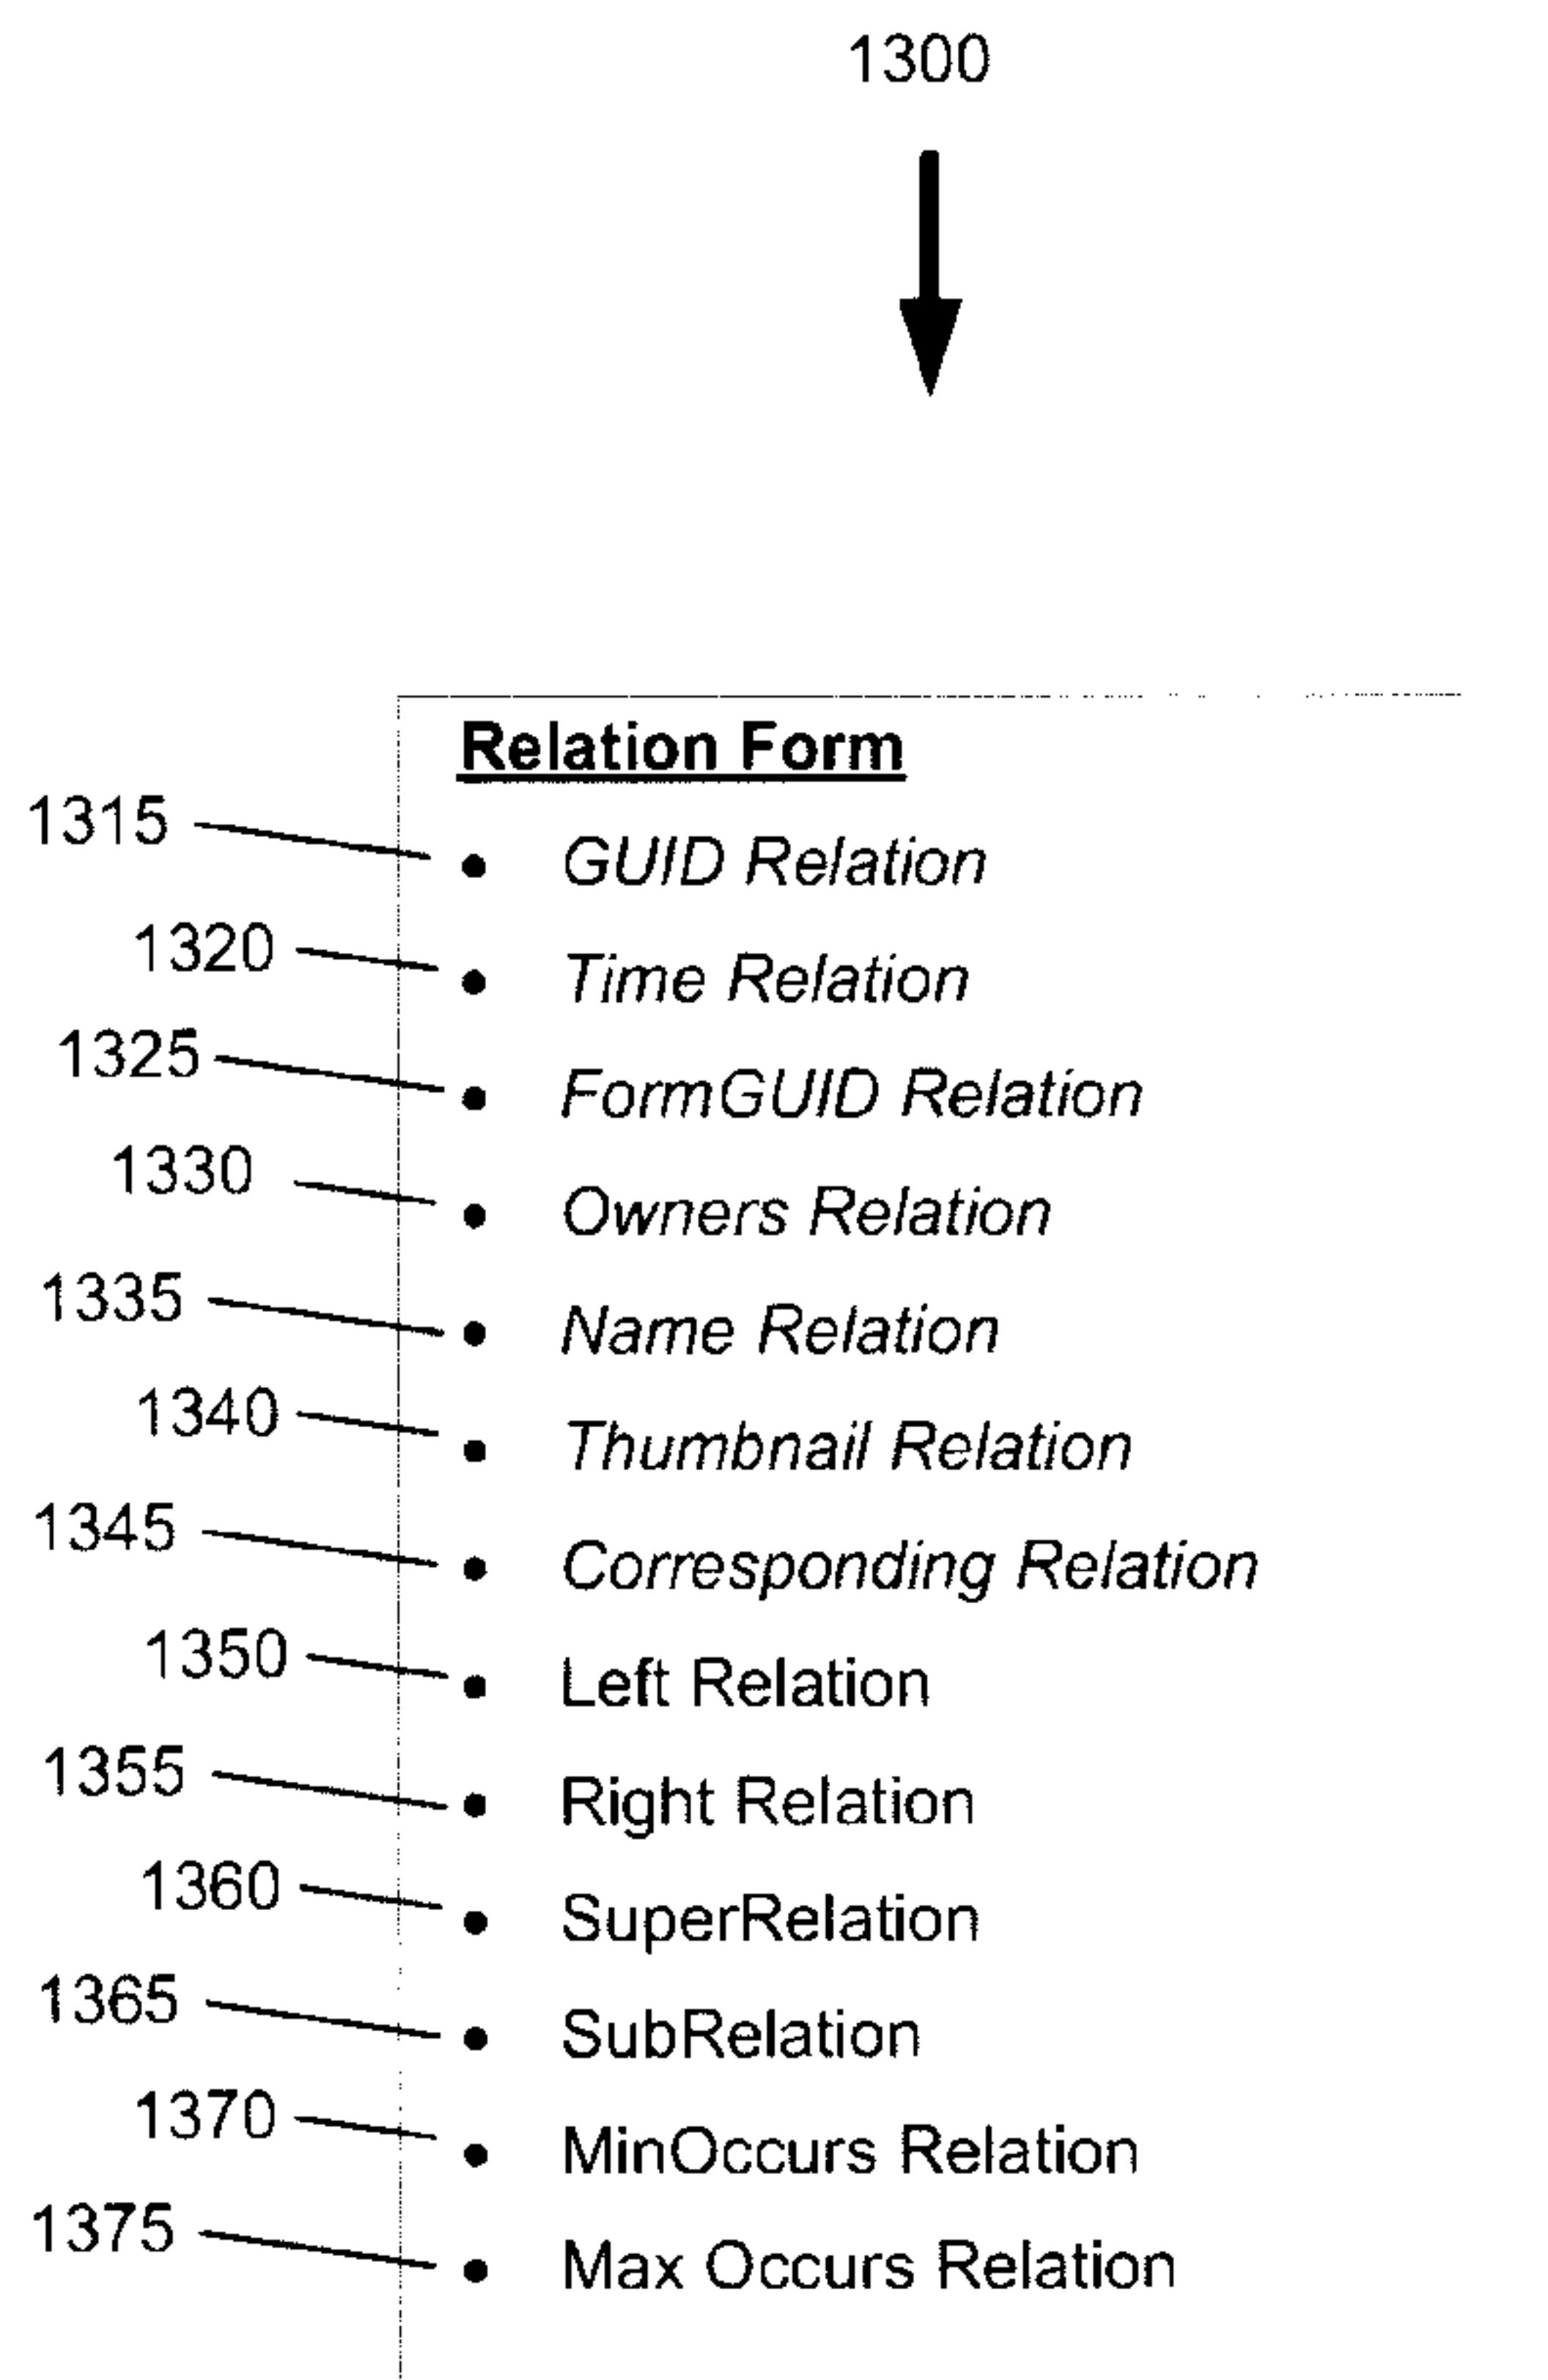 1300
Relation Form
1315 • GUID Relation
1320 • Time Relation
1325 • FormGUID Relation
1330 • Owners Relation
1335 • Name Relation
1340 • Thumbnail Relation
1345 • Corresponding Relation
1350 • Left Relation
1355 • Right Relation
1360 • SuperRelation
1365 • SubRelation
1370 • MinOccurs Relation
1375 • Max Occurs Relation